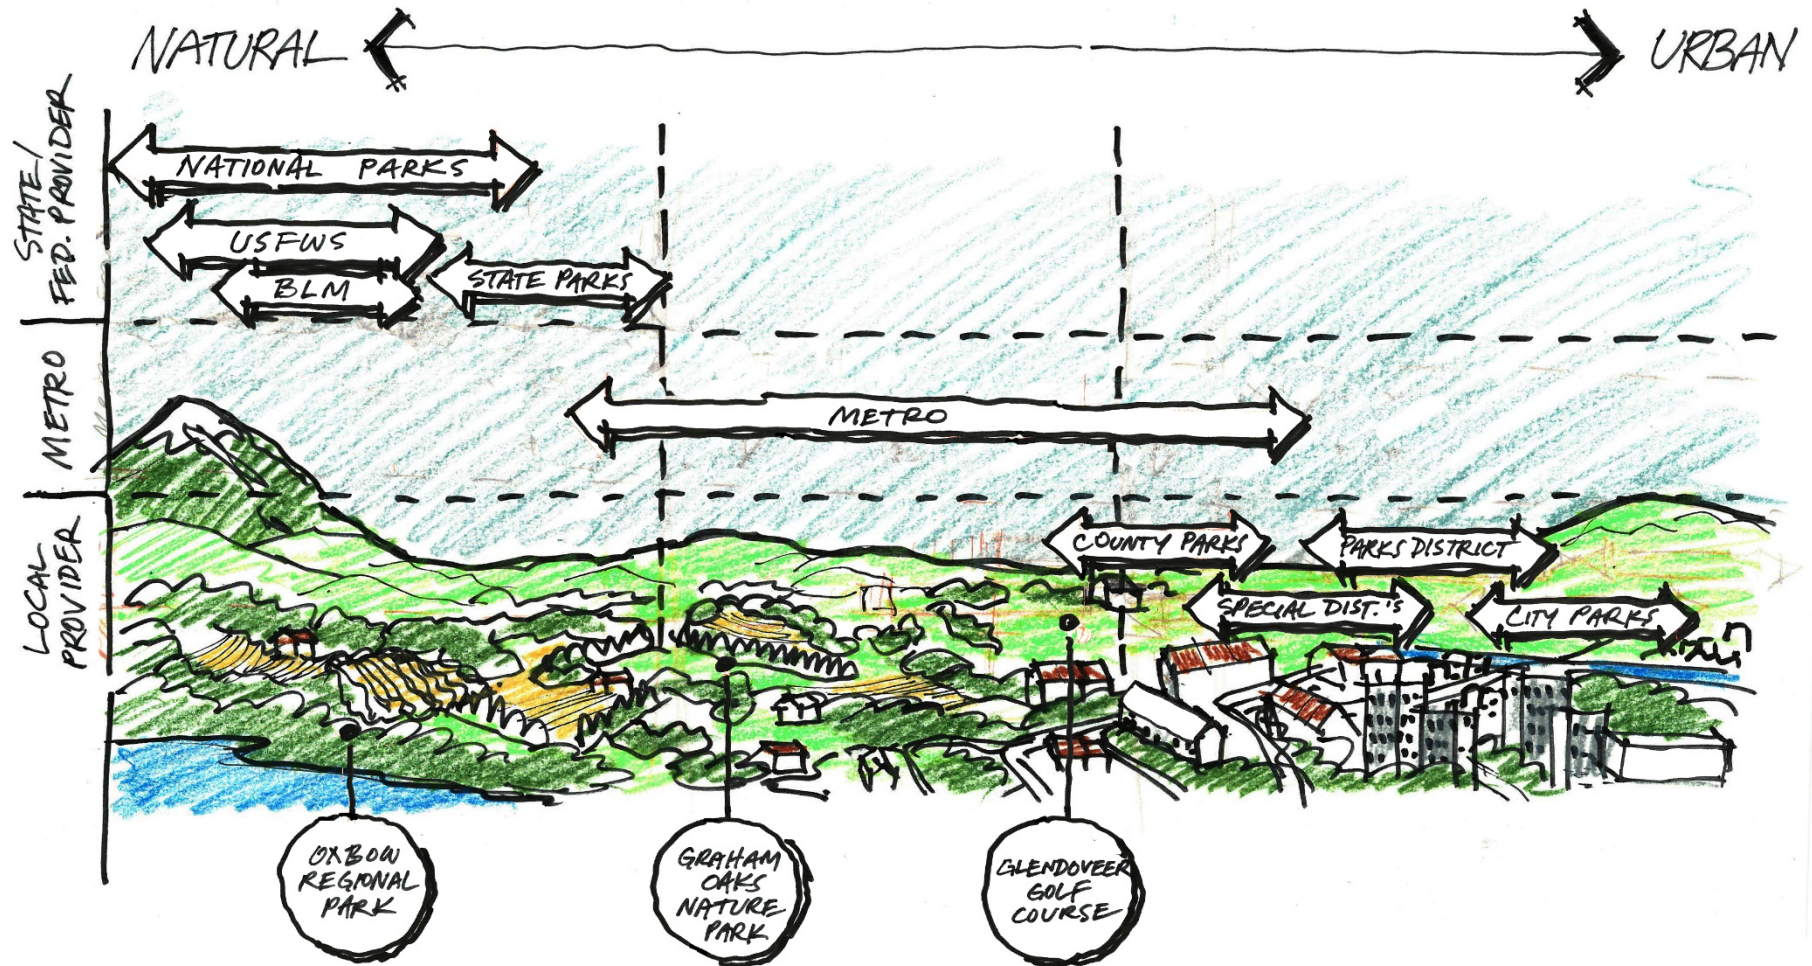 NATURAL
URBAN
STATE/
FED. PROVIDER
NATIONAL PARKS
USFWS
BLM
STATE PARKS
METRO
METRO
LOCAL
PROVIDER
COUNTY PARKS
PARKS DISTRICT
SPECIAL DIST.'S
CITY PARKS
OXBOW
REGIONAL
PARK
GRAHAM
OAKS
NATURE
PARK
GLENDOVEER
GOLF
COURSE